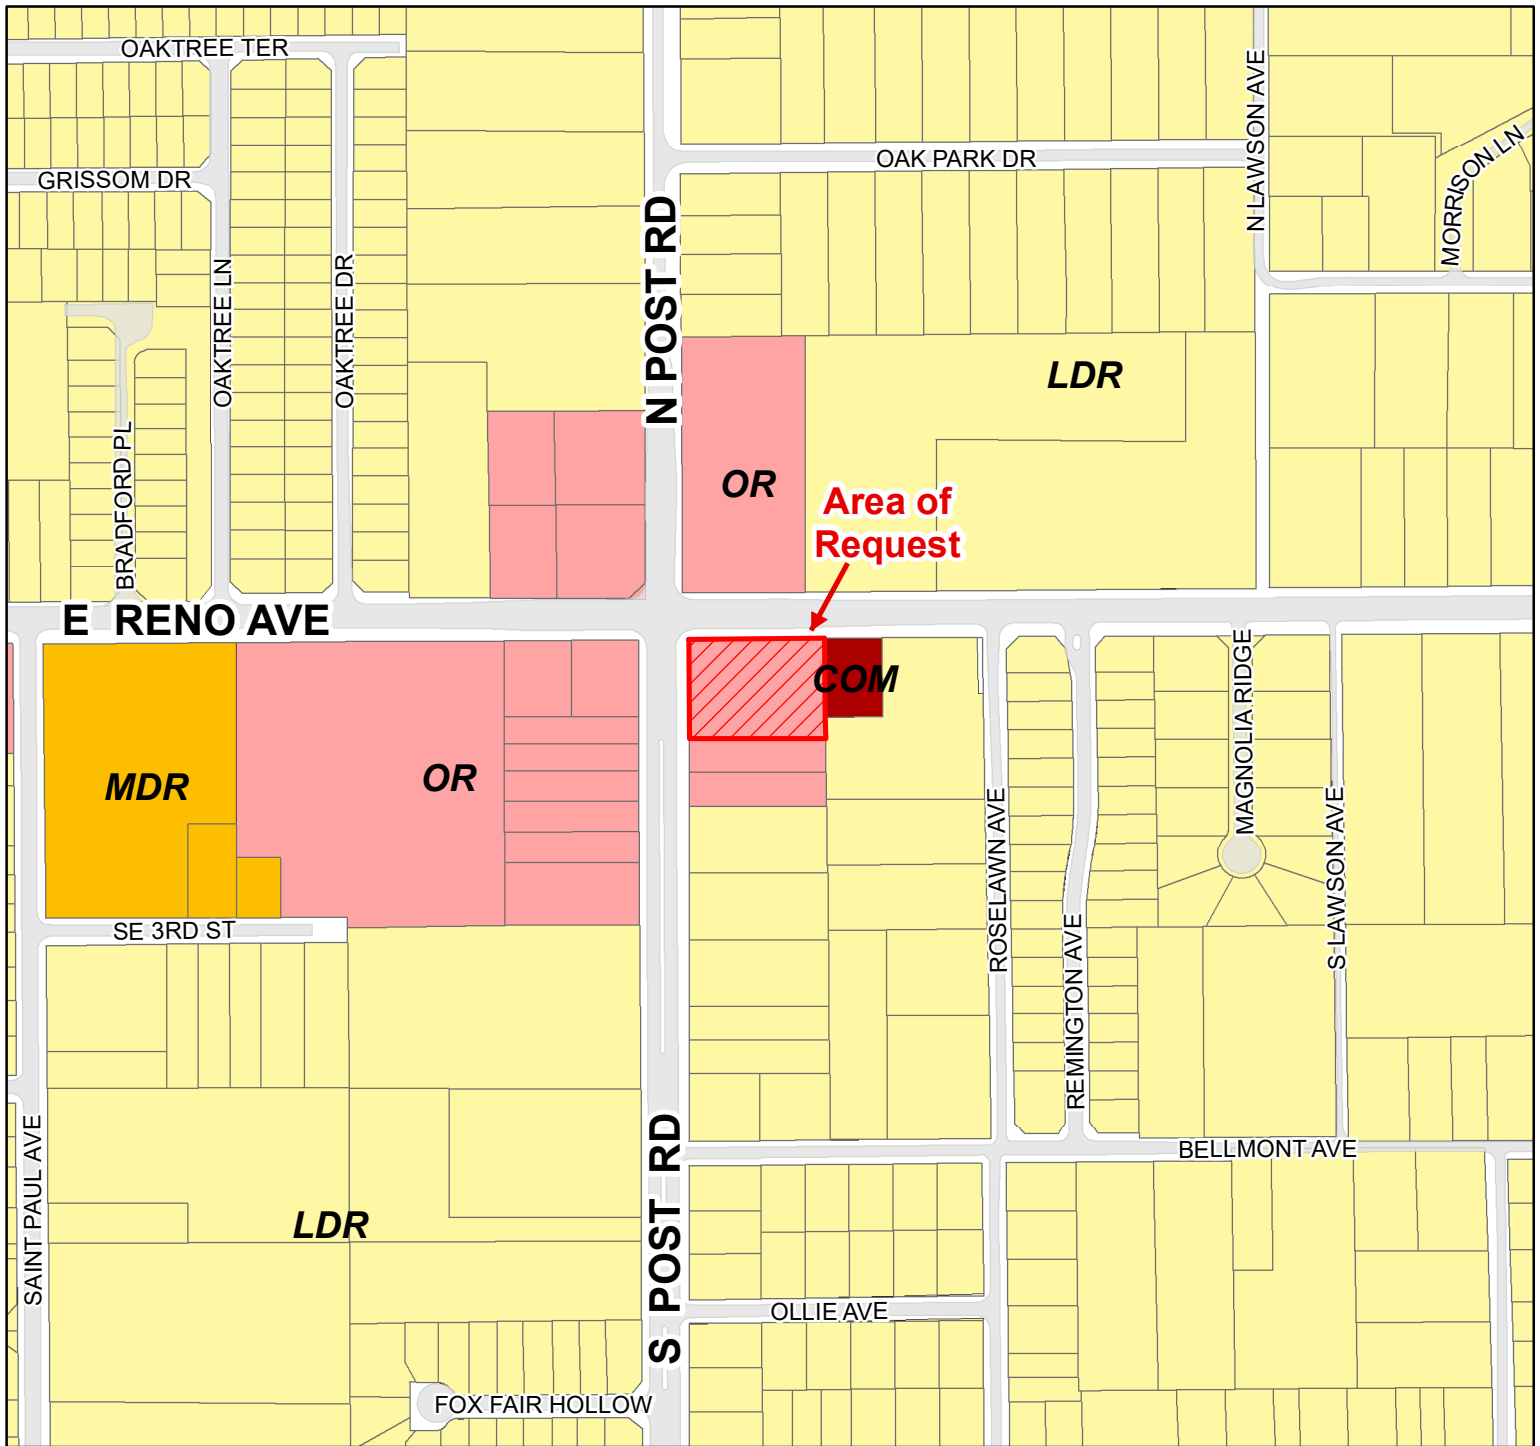 OAKTREE TER
OAK PARK DR
N LAWSON AVE
MORRISON LN
GRISSOM DR
OAKTREE LN
OAKTREE DR
N POST RD
LDR
BRADFORD PL
OR
Area of
Request
E RENO AVE
COM
MAGNOLIA RIDGE
MDR
OR
ROSELAWN AVE
S LAWSON AVE
SE 3RD ST
REMINGTON AVE
SAINT PAUL AVE
S POST RD
BELLMONT AVE
LDR
OLLIE AVE
FOX FAIR HOLLOW